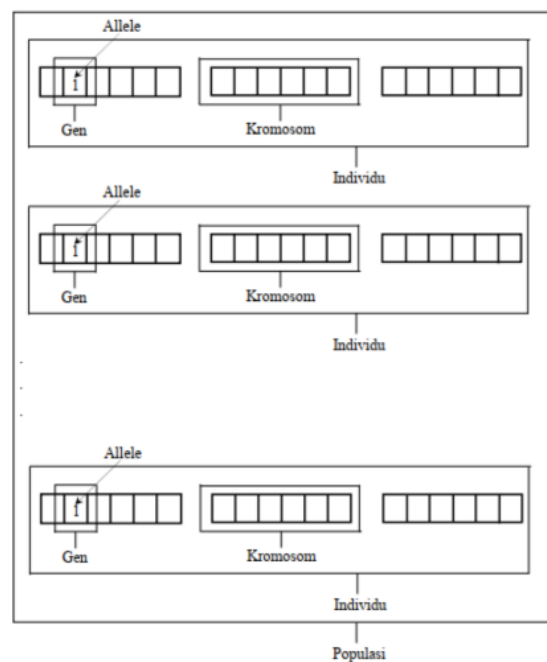 Allele
1
Gen
Kromosom
Individu
Allele
1
Gen
Kromosom
Individu
.
.
.
Allele
1
Gen
Kromosom
Individu
Populasi